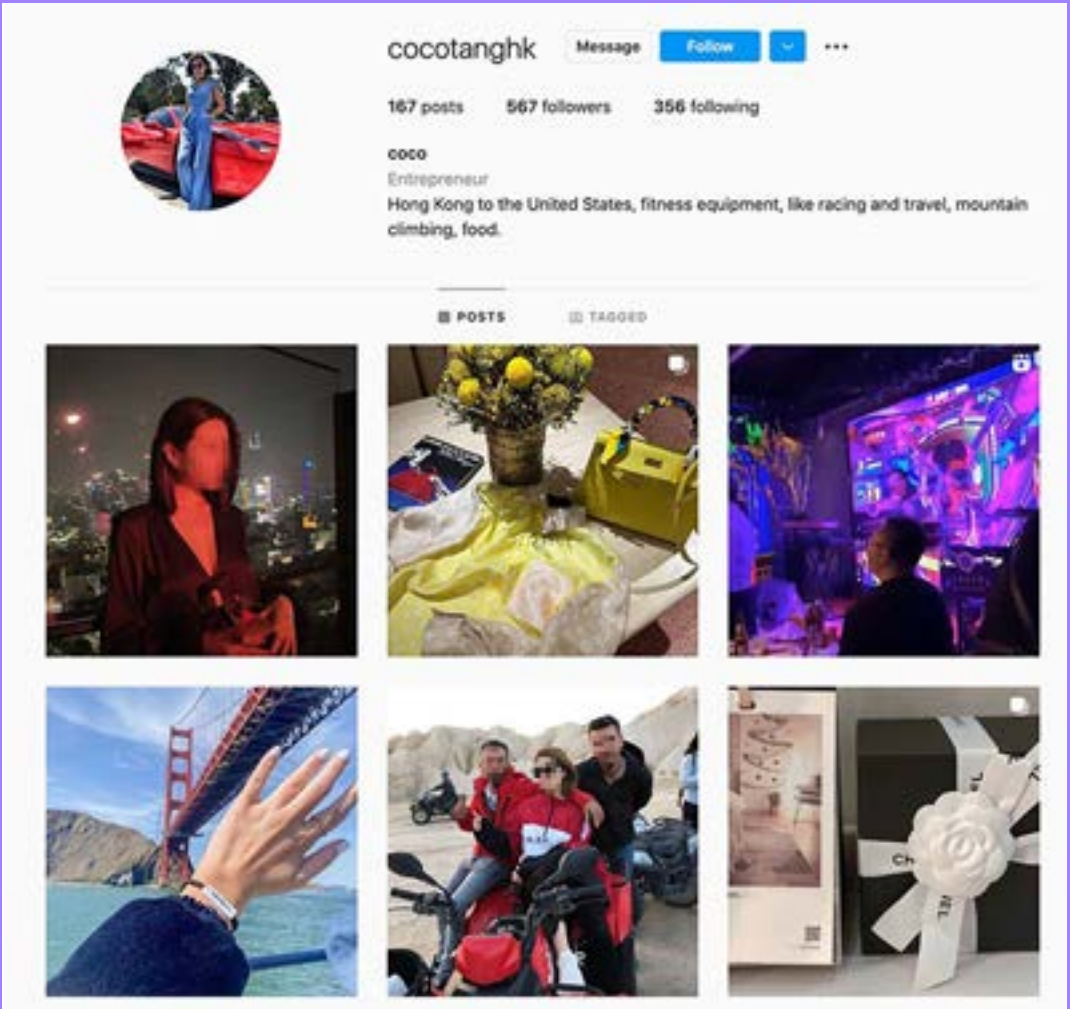 cocotanghk Message Follow
167 posts 567 followers 356 following
coco
Entrepreneur
Hong Kong to the United States, fitness equipment, like racing and travel, mountain
climbing, food.
POSTS TAGGED